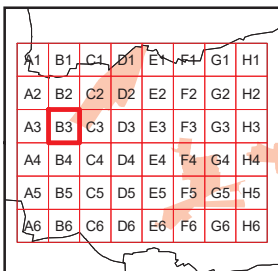 A1 B1 C1 D1 E1 F1 G1 H1
A2 B2 C2 D2 E2 F2 G2 H2
A3 B3 C3 D3 E3 F3 G3 H3
A4 B4 C4 D4 E4 F4 G4 H4
A5 B5 C5 D5 E5 F5 G5 H5
A6 B6 C6 D6 E6 F6 G6 H6